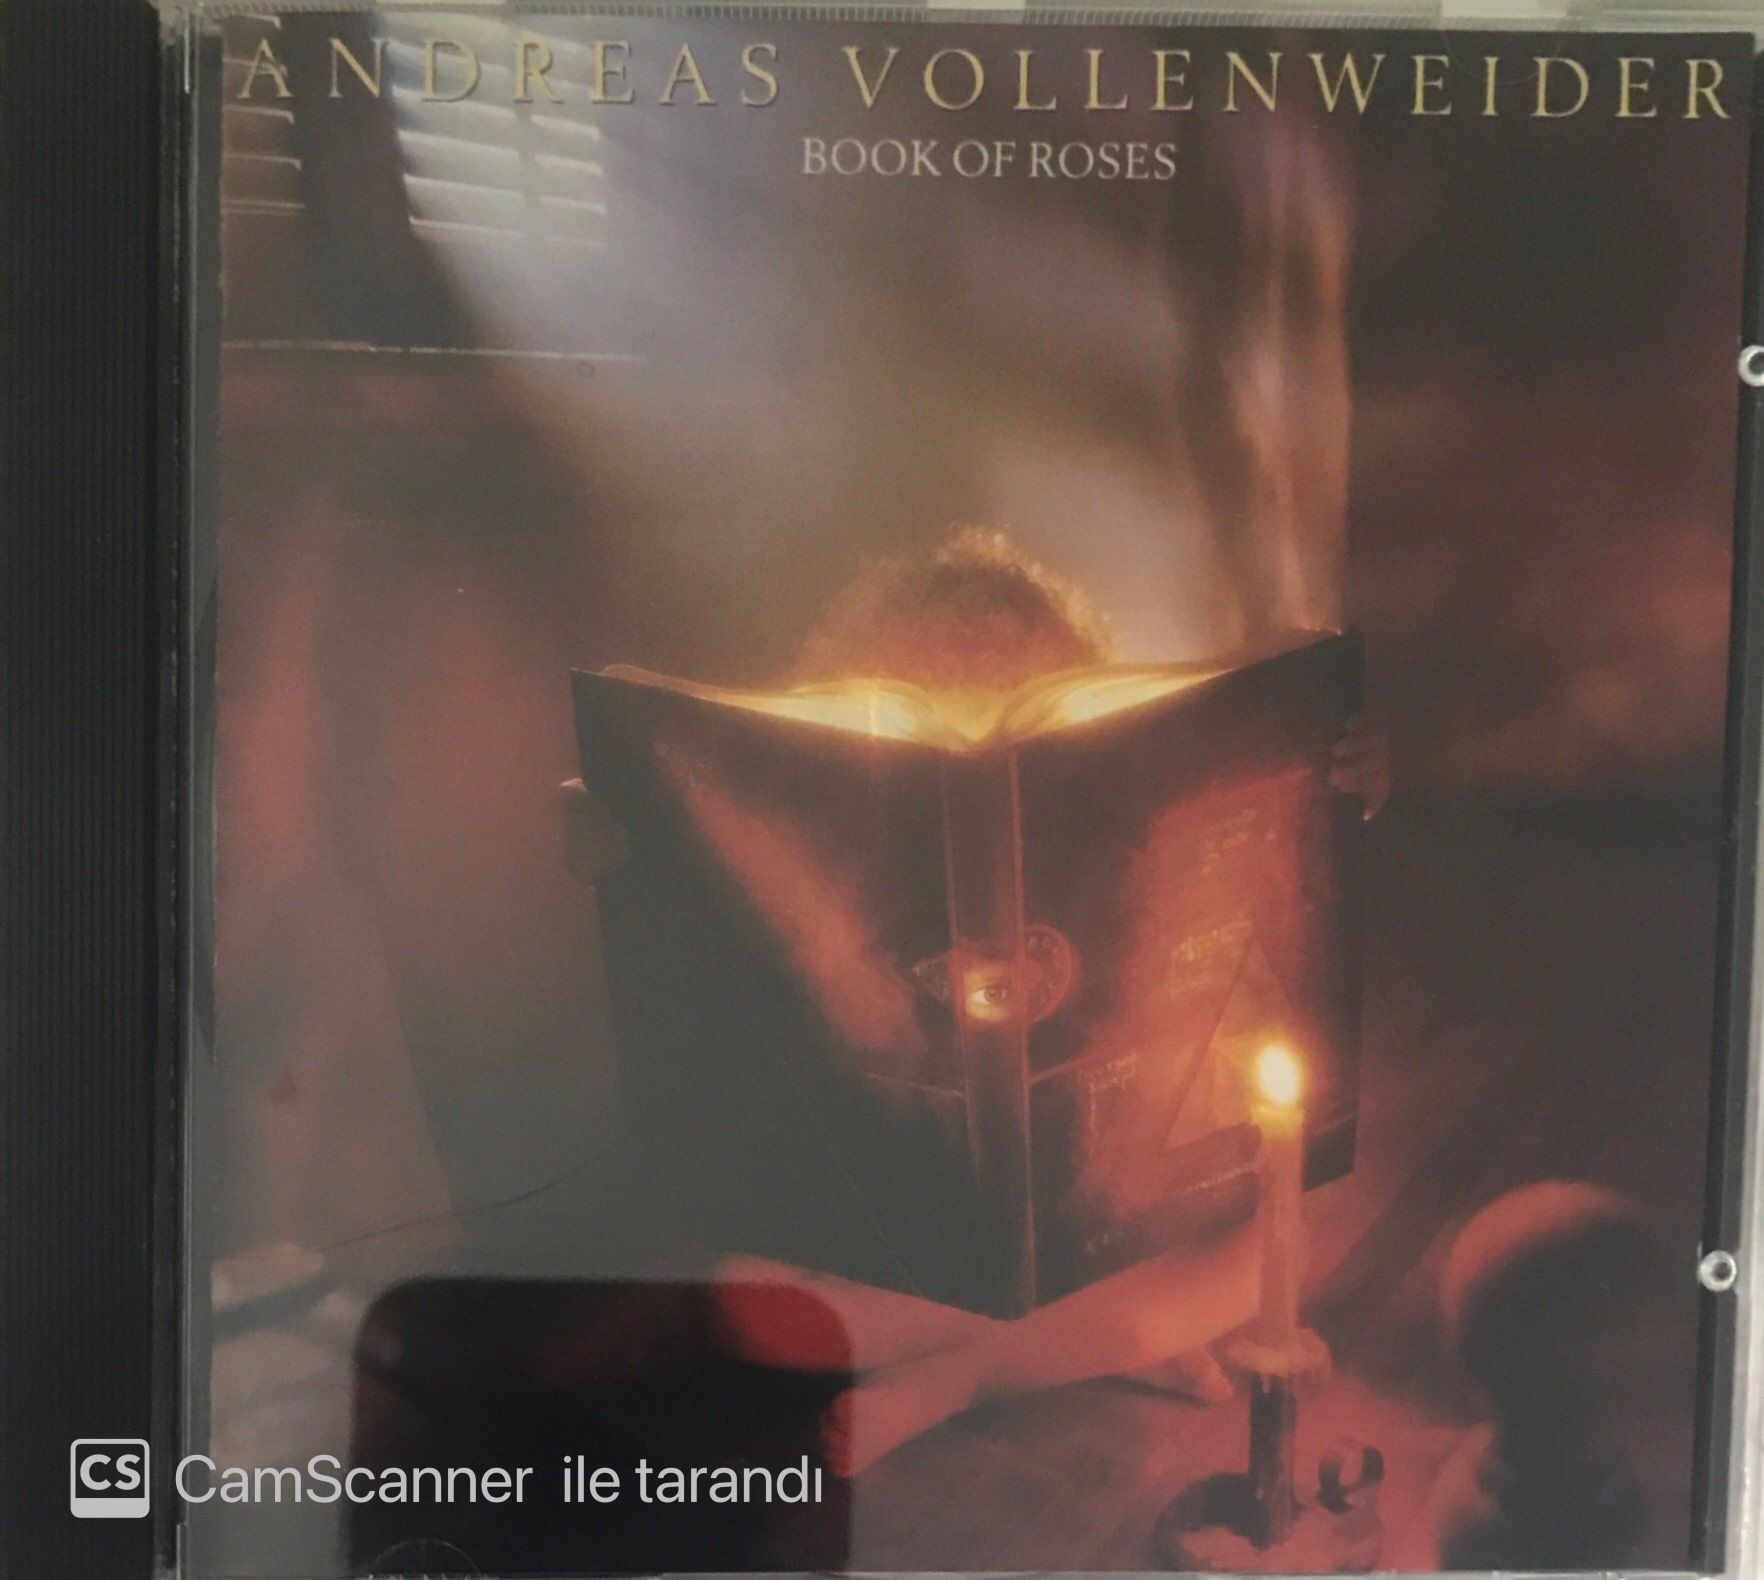 ANDREAS VOLLENWEIDER
BOOK OF ROSES
CS CamScanner ile tarandı